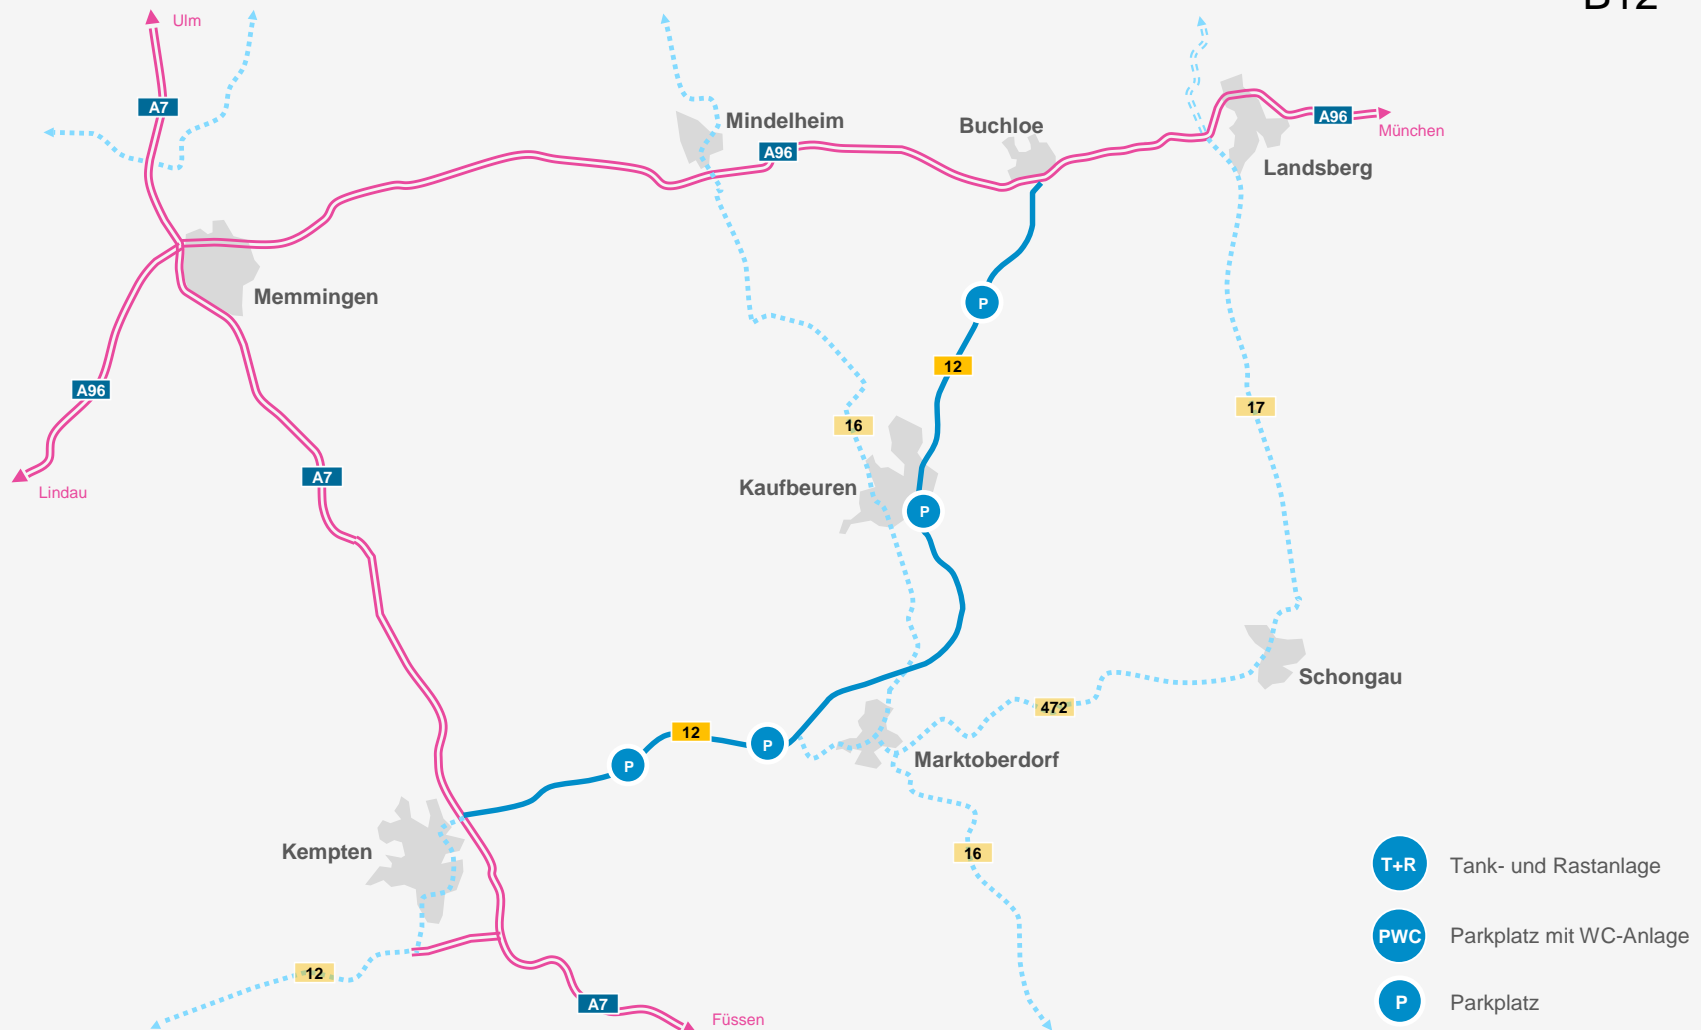 B12
Ulm
A7
Mindelheim
Buchloe
A96
A96
München
Landsberg
Memmingen
P
12
A96
17
16
A7
Lindau
Kaufbeuren
P
Schongau
472
12
P
P
Marktoberdorf
Kempten
16
T+R Tank- und Rastanlage
PWC Parkplatz mit WC-Anlage
12
A7
P Parkplatz
Füssen